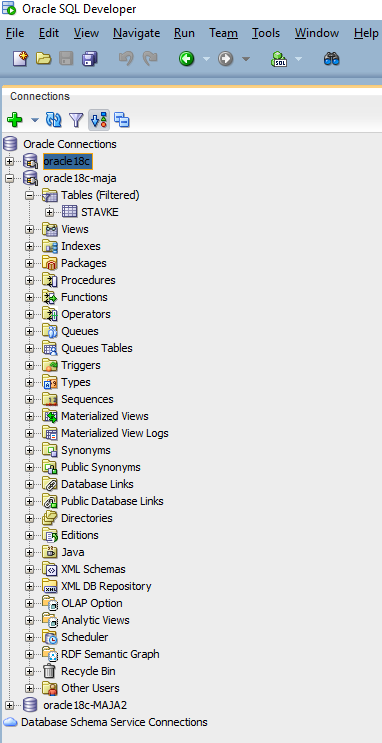 Oracle SQL Developer
File Edit View Navigate Run Team Tools Window Help
Connections
Oracle Connections
oracle18c
oracle18c-maja
Tables (Filtered)
STAVKE
Views
Indexes
Packages
Procedures
Functions
Operators
Queues
Queues Tables
Triggers
Types
Sequences
Materialized Views
Materialized View Logs
Synonyms
Public Synonyms
Database Links
Public Database Links
Directories
Editions
Java
XML Schemas
XML DB Repository
OLAP Option
Analytic Views
Scheduler
RDF Semantic Graph
Recycle Bin
Other Users
oracle18c-MAJA2
Database Schema Service Connections